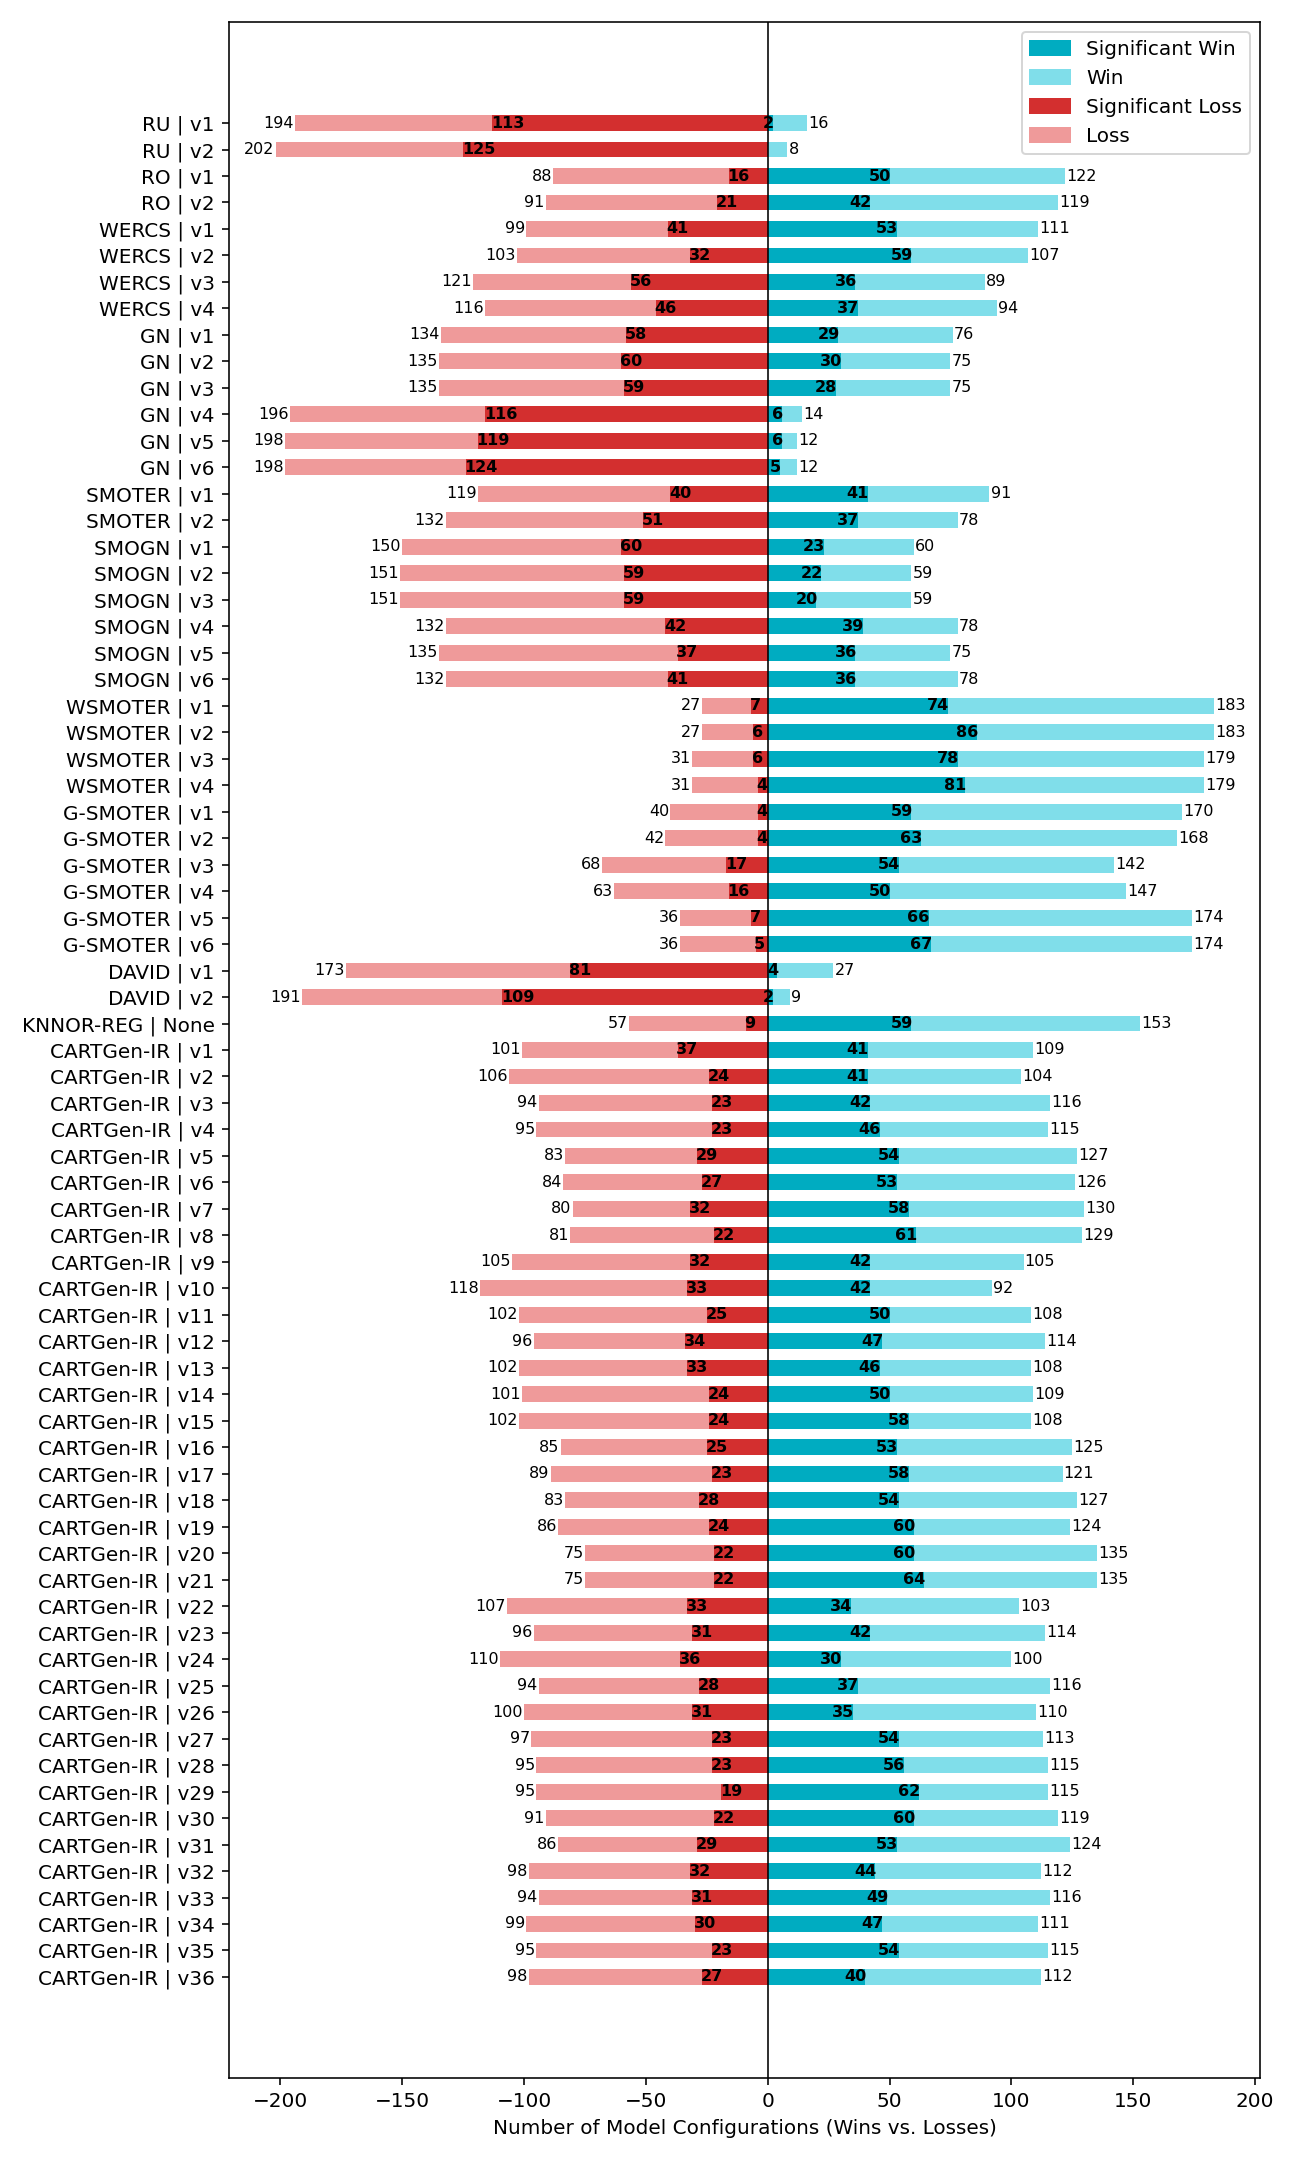 Significant Win
Win
Significant Loss
Loss
RU | v1 194 113 2 16
RU | v2 202 125 8
RO | v1 88 16 50 122
RO | v2 91 21 42 119
WERCS | v1 99 41 53 111
WERCS | v2 103 32 59 107
WERCS | v3 121 56 36 89
WERCS | v4 116 46 37 94
GN | v1 134 58 29 76
GN | v2 135 60 30 75
GN | v3 135 59 28 75
GN | v4 196 116 6 14
GN | v5 198 119 6 12
GN | v6 198 124 5 12
SMOTER | v1 119 40 41 91
SMOTER | v2 132 51 37 78
SMOGN | v1 150 60 23 60
SMOGN | v2 151 59 22 59
SMOGN | v3 151 59 20 59
SMOGN | v4 132 42 39 78
SMOGN | v5 135 37 36 75
SMOGN | v6 132 41 36 78
WSMOTER | v1 27 7 74 183
WSMOTER | v2 27 6 86 183
WSMOTER | v3 31 6 78 179
WSMOTER | v4 31 4 81 179
G-SMOTER | v1 40 4 59 170
G-SMOTER | v2 42 4 63 168
G-SMOTER | v3 68 17 54 142
G-SMOTER | v4 63 16 50 147
G-SMOTER | v5 36 7 66 174
G-SMOTER | v6 36 5 67 174
DAVID | v1 173 81 4 27
DAVID | v2 191 109 2 9
KNNOR-REG | None 57 9 59 153
CARTGen-IR | v1 101 37 41 109
CARTGen-IR | v2 106 24 41 104
CARTGen-IR | v3 94 23 42 116
CARTGen-IR | v4 95 23 46 115
CARTGen-IR | v5 83 29 54 127
CARTGen-IR | v6 84 27 53 126
CARTGen-IR | v7 80 32 58 130
CARTGen-IR | v8 81 22 61 129
CARTGen-IR | v9 105 32 42 105
CARTGen-IR | v10 118 33 42 92
CARTGen-IR | v11 102 25 50 108
CARTGen-IR | v12 96 34 47 114
CARTGen-IR | v13 102 33 46 108
CARTGen-IR | v14 101 24 50 109
CARTGen-IR | v15 102 24 58 108
CARTGen-IR | v16 85 25 53 125
CARTGen-IR | v17 89 23 58 121
CARTGen-IR | v18 83 28 54 127
CARTGen-IR | v19 86 24 60 124
CARTGen-IR | v20 75 22 60 135
CARTGen-IR | v21 75 22 64 135
CARTGen-IR | v22 107 33 34 103
CARTGen-IR | v23 96 31 42 114
CARTGen-IR | v24 110 36 30 100
CARTGen-IR | v25 94 28 37 116
CARTGen-IR | v26 100 31 35 110
CARTGen-IR | v27 97 23 54 113
CARTGen-IR | v28 95 23 56 115
CARTGen-IR | v29 95 19 62 115
CARTGen-IR | v30 91 22 60 119
CARTGen-IR | v31 86 29 53 124
CARTGen-IR | v32 98 32 44 112
CARTGen-IR | v33 94 31 49 116
CARTGen-IR | v34 99 30 47 111
CARTGen-IR | v35 95 23 54 115
CARTGen-IR | v36 98 27 40 112
−200 −150 −100 −50 0 50 100 150 200
Number of Model Configurations (Wins vs. Losses)